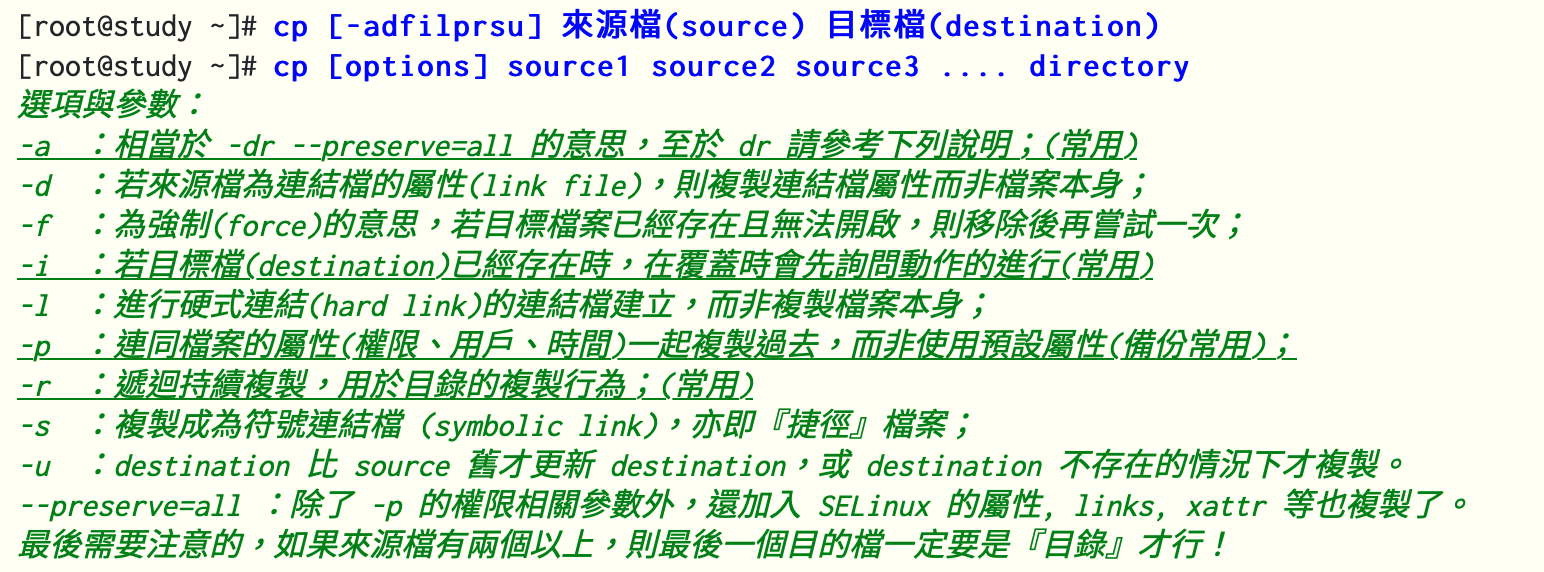 [root@study ~]# cp [-adfilprsu] 來源檔(source) 目標檔(destination)
[root@study ~]# cp [options] source1 source2 source3 .... directory
選項與參數：
-a  ：相當於 -dr --preserve=all 的意思，至於 dr 請參考下列說明；(常用)
-d  ：若來源檔為連結檔的屬性(link file)，則複製連結檔屬性而非檔案本身；
-f  ：為強制(force)的意思，若目標檔案已經存在且無法開啟，則移除後再嘗試一次；
-i  ：若目標檔(destination)已經存在時，在覆蓋時會先詢問動作的進行(常用)
-l  ：進行硬式連結(hard link)的連結檔建立，而非複製檔案本身；
-p  ：連同檔案的屬性(權限、用戶、時間)一起複製過去，而非使用預設屬性(備份常用)；
-r  ：遞迴持續複製，用於目錄的複製行為；(常用)
-s  ：複製成為符號連結檔 (symbolic link)，亦即『捷徑』檔案；
-u  ：destination 比 source 舊才更新 destination，或 destination 不存在的情況下才複製。
--preserve=all ：除了 -p 的權限相關參數外，還加入 SELinux 的屬性, links, xattr 等也複製了。
最後需要注意的，如果來源檔有兩個以上，則最後一個目的檔一定要是『目錄』才行！